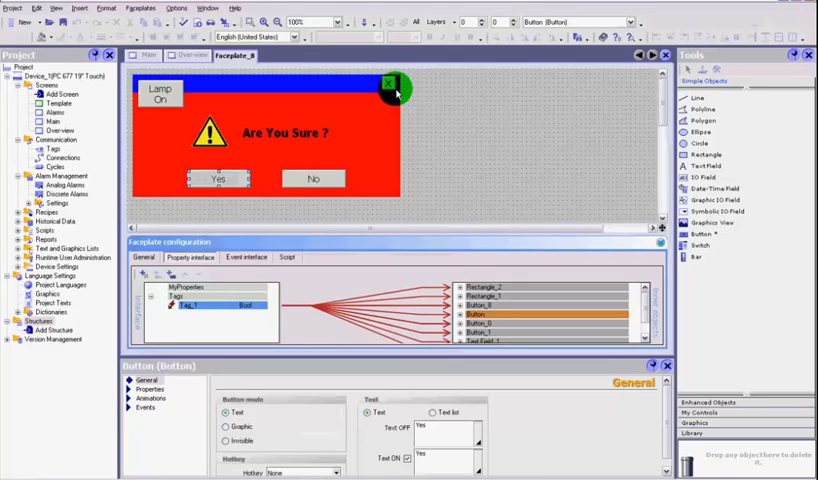 Project Edit View Insert Format Faceplates Options Window Help
New 100% All Layers 0 0 Button (Button)
English (United States)
Project
Project
Device_1(PC 677 19" Touch)
Screens
Add Screen
Template
Alarms
Main
Over-view
Communication
Tags
Connections
Cycles
Alarm Management
Analog Alarms
Discrete Alarms
Settings
Recipes
Historical Data
Scripts
Reports
Text and Graphics Lists
Runtime User Administration
Device Settings
Language Settings
Project Languages
Graphics
Project Texts
Dictionaries
Structures
Add Structure
Version Management
Main Over-view Faceplate_8
Lamp
On
X
Are You Sure ?
Yes No
Faceplate configuration
General Property interface Event interface Script
Interface
MyProperties
Tags
Tag_1 Bool
Rectangle_2
Rectangle_1
Button_8
Button
Button_0
Button_1
Text Field_1
Inner objects
Button (Button)
General
Properties
Animations
Events
General
Button mode
Text
Graphic
Invisible
Hotkey
Hotkey None
Text
Text Text list
Text OFF Yes
Text ON Yes
Tools
Simple Objects
Line
Polyline
Polygon
Ellipse
Circle
Rectangle
Text Field
IO Field
Date-Time Field
Graphic IO Field
Symbolic IO Field
Graphics View
Button
Switch
Bar
Enhanced Objects
My Controls
Graphics
Library
Drop any object here to delete
it.